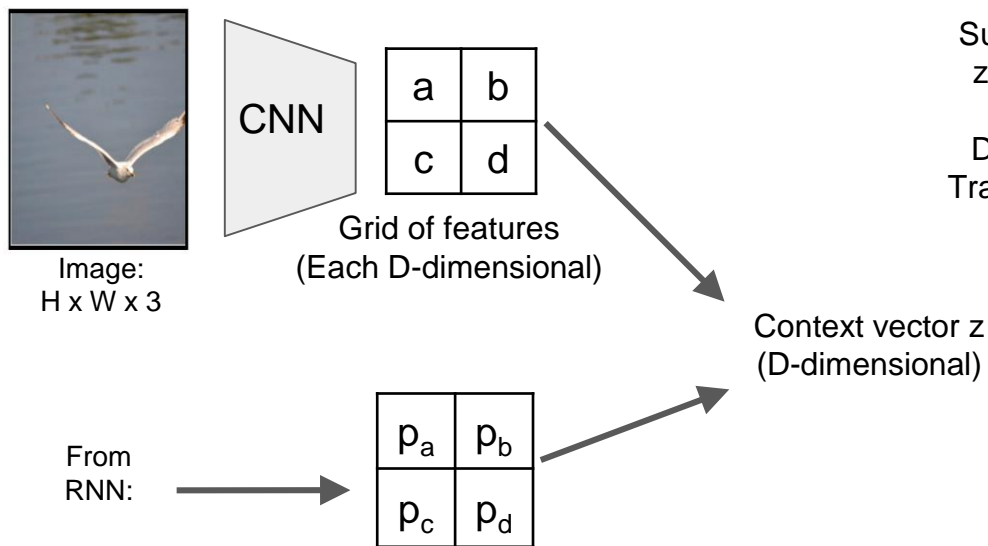 CNN
a b
c d
Grid of features
(Each D-dimensional)
Image:
H x W x 3
Context vector z
(D-dimensional)
From
RNN:
pa pb
pc pd
z
D